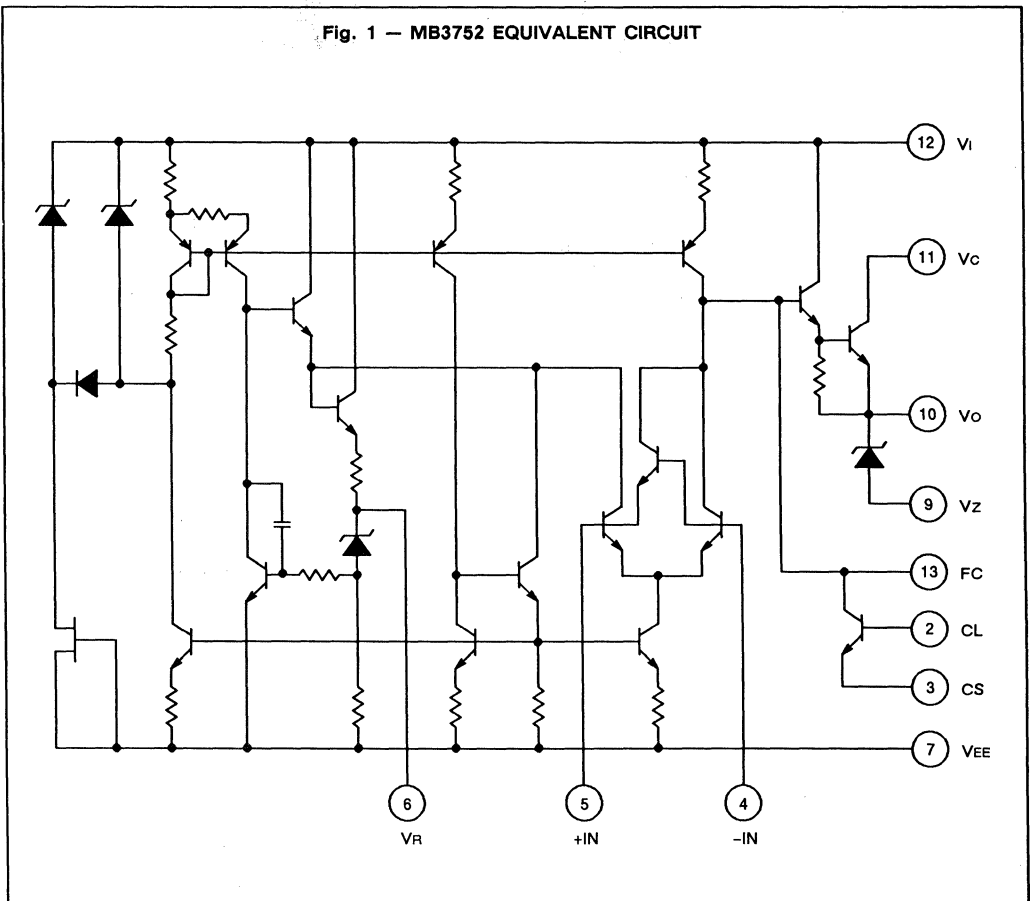 Fig. 1 — MB3752 EQUIVALENT CIRCUIT
12 VI
11 VC
10 VO
9 VZ
13 FC
2 CL
3 CS
7 VEE
6 5 4
VR +IN -IN